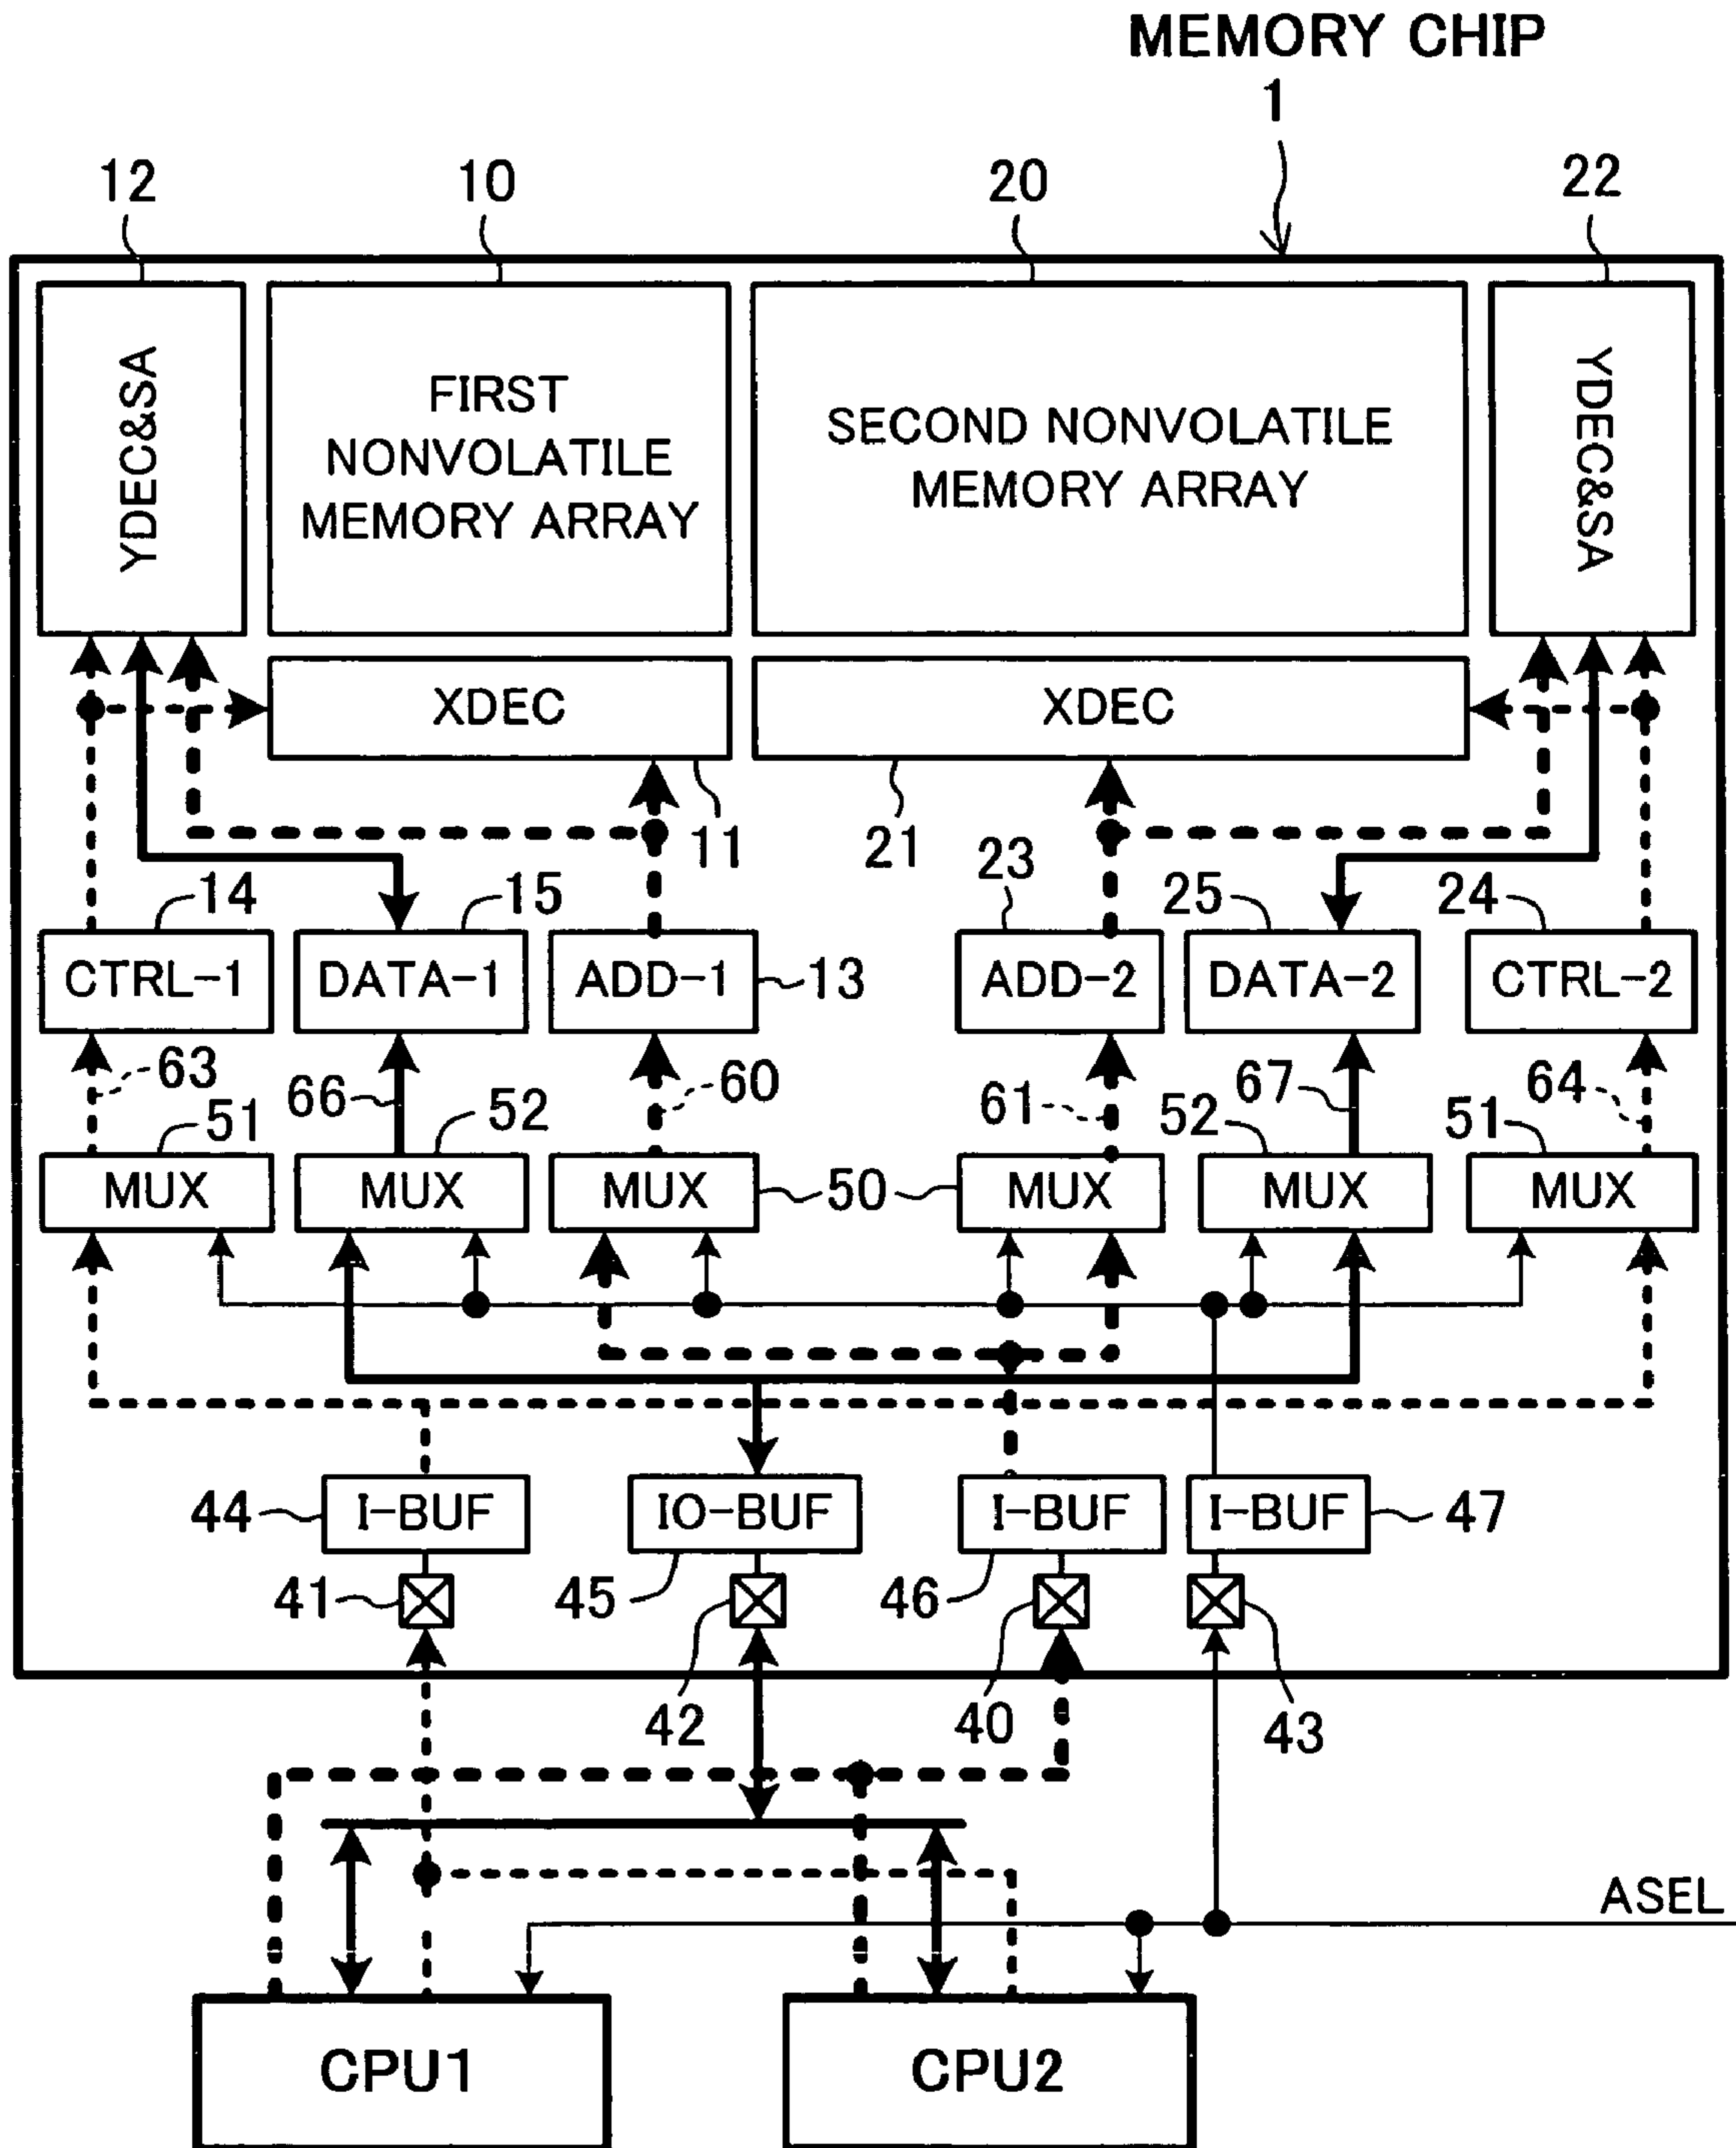 MEMORY CHIP
1
12
10
20
22
YDEC&SA
FIRST
NONVOLATILE
MEMORY ARRAY
SECOND NONVOLATILE
MEMORY ARRAY
YDEC&SA
XDEC
XDEC
11
21
23
14
15
25
24
CTRL-1
DATA-1
ADD-1
13
ADD-2
DATA-2
CTRL-2
63
66
60
61
67
64
51
52
52
51
MUX
MUX
MUX
50
MUX
MUX
MUX
44
I-BUF
IO-BUF
I-BUF
I-BUF
47
41
45
46
42
40
43
ASEL
CPU1
CPU2